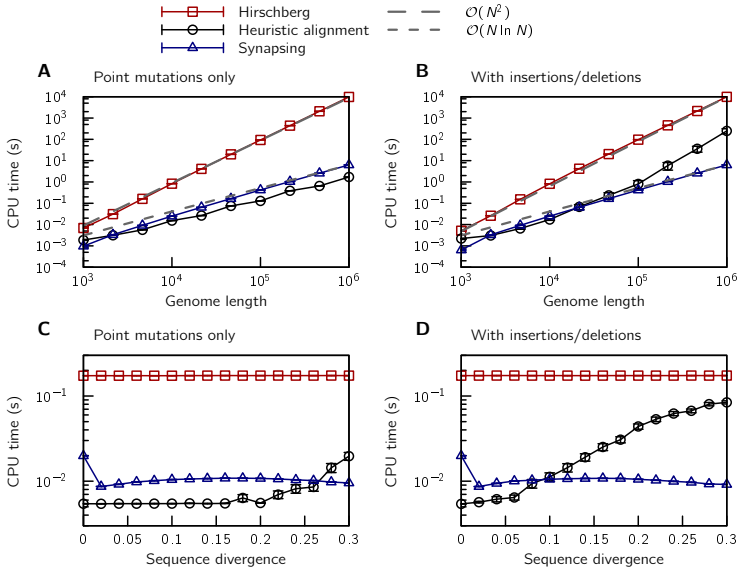 Hirschberg
Heuristic alignment
Synapsing
O(N²)
O(N ln N)
A Point mutations only
CPU time (s)
10⁴
10³
10²
10¹
10⁰
10⁻¹
10⁻²
10⁻³
10⁻⁴
10³ 10⁴ 10⁵ 10⁶
Genome length
B With insertions/deletions
CPU time (s)
10⁴
10³
10²
10¹
10⁰
10⁻¹
10⁻²
10⁻³
10⁻⁴
10³ 10⁴ 10⁵ 10⁶
Genome length
C Point mutations only
CPU time (s)
10⁻¹
10⁻²
0 0.05 0.1 0.15 0.2 0.25 0.3
Sequence divergence
D With insertions/deletions
CPU time (s)
10⁻¹
10⁻²
0 0.05 0.1 0.15 0.2 0.25 0.3
Sequence divergence